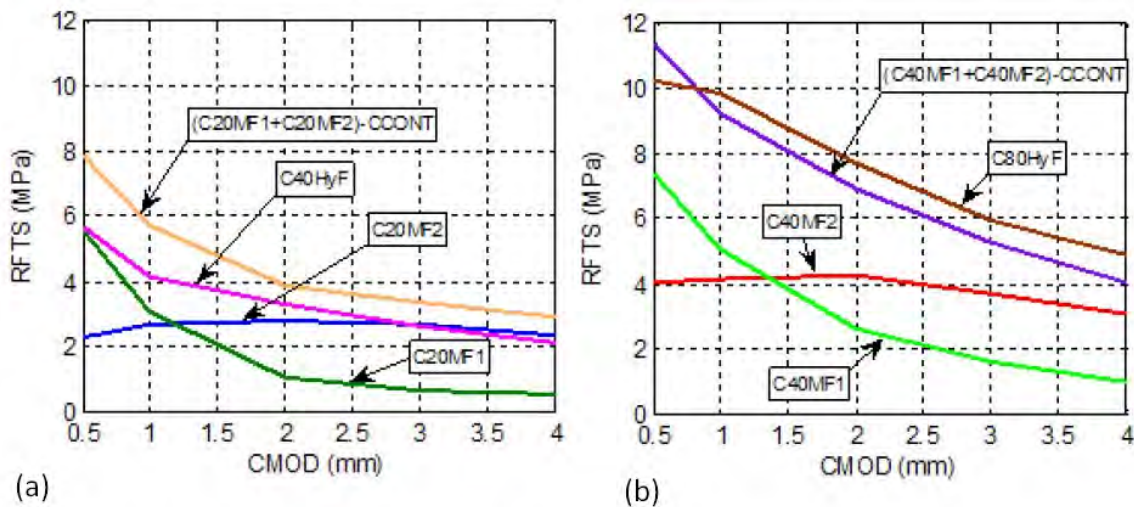 12
10
8
6
4
2
0
RFTS (MPa)
(C20MF1+C20MF2)-CCONT
C40HyF
C20MF2
C20MF1
0.5 1 1.5 2 2.5 3 3.5 4
CMOD (mm)
(a)
12
10
8
6
4
2
0
RFTS (MPa)
(C40MF1+C40MF2)-CCONT
C80HyF
C40MF2
C40MF1
0.5 1 1.5 2 2.5 3 3.5 4
CMOD (mm)
(b)